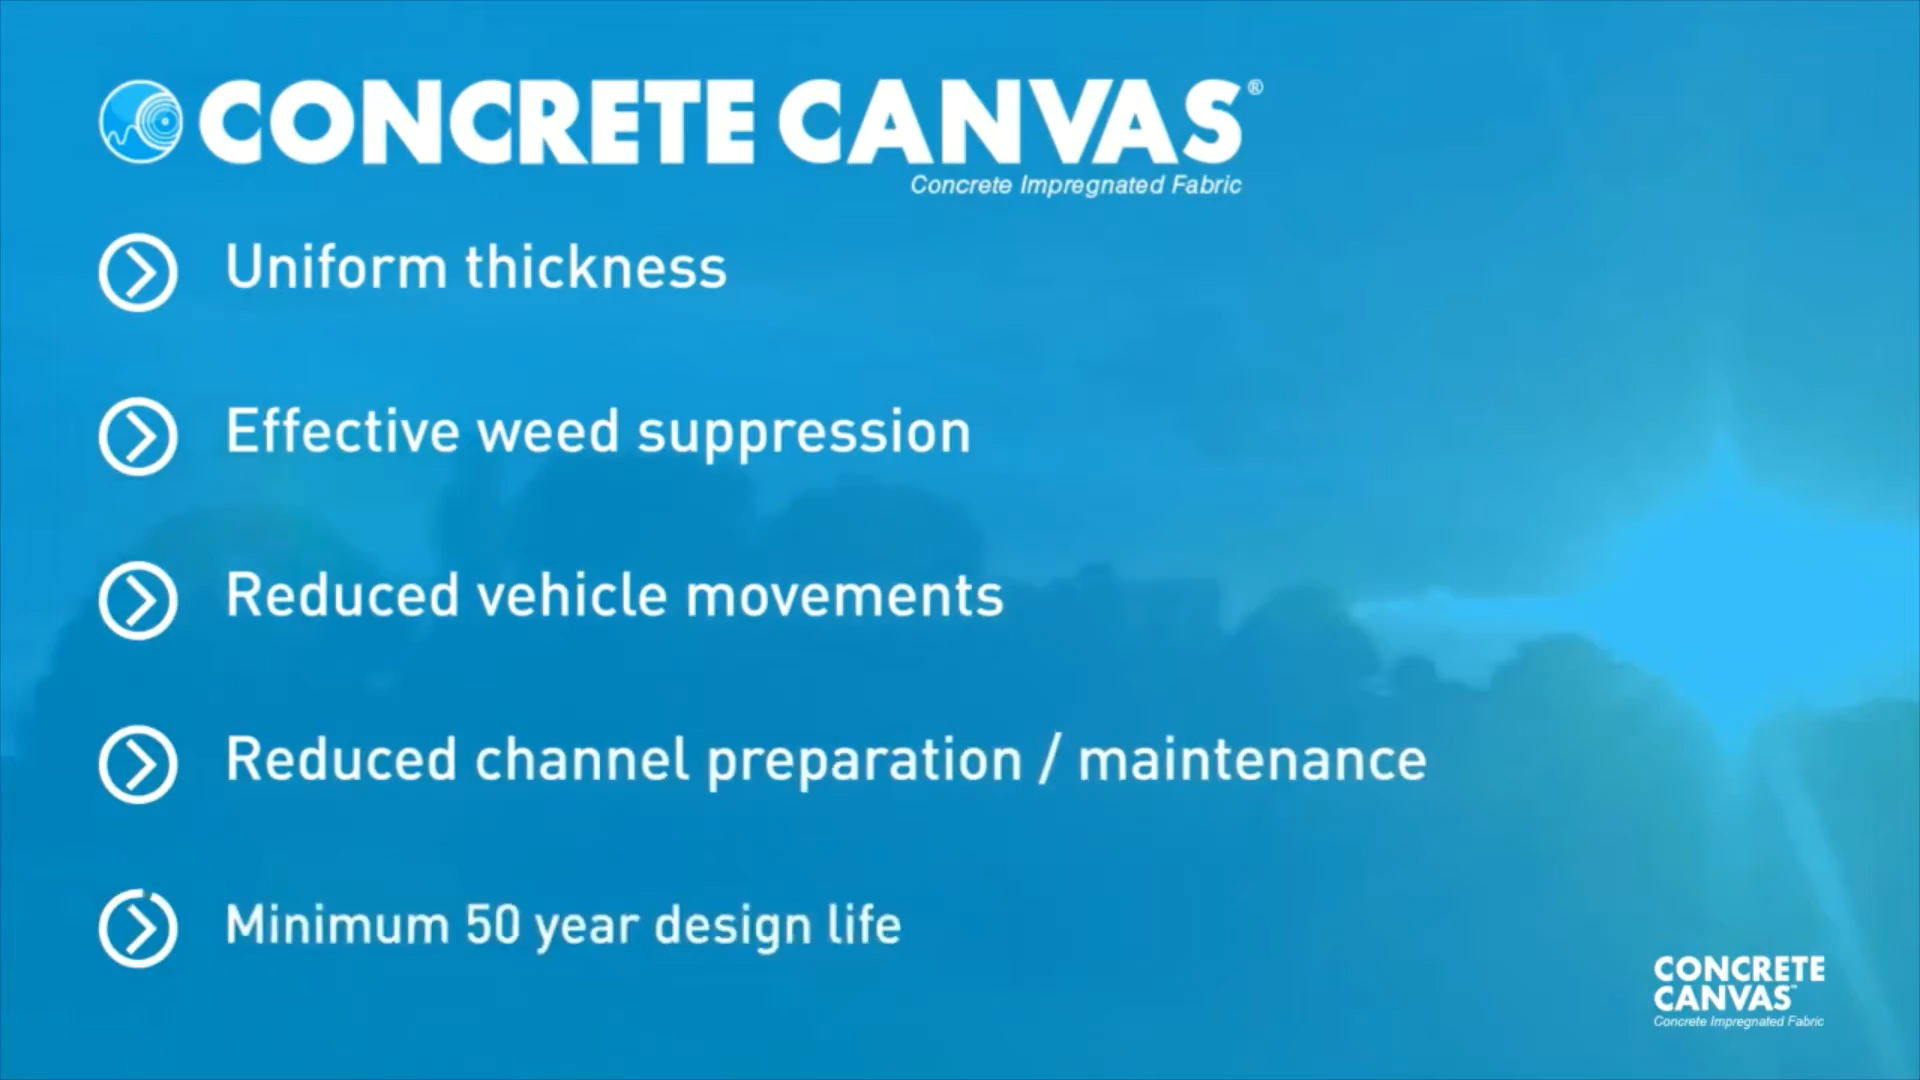 CONCRETE CANVAS®
Concrete Impregnated Fabric
Uniform thickness
Effective weed suppression
Reduced vehicle movements
Reduced channel preparation / maintenance
Minimum 50 year design life
CONCRETE
CANVAS™
Concrete Impregnated Fabric